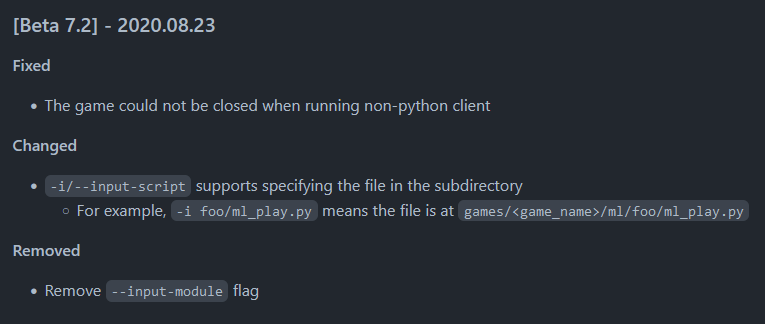 [Beta 7.2] - 2020.08.23
Fixed
• The game could not be closed when running non-python client
Changed
• -i/--input-script supports specifying the file in the subdirectory
○ For example, -i foo/ml_play.py means the file is at games/<game_name>/ml/foo/ml_play.py
Removed
• Remove --input-module flag